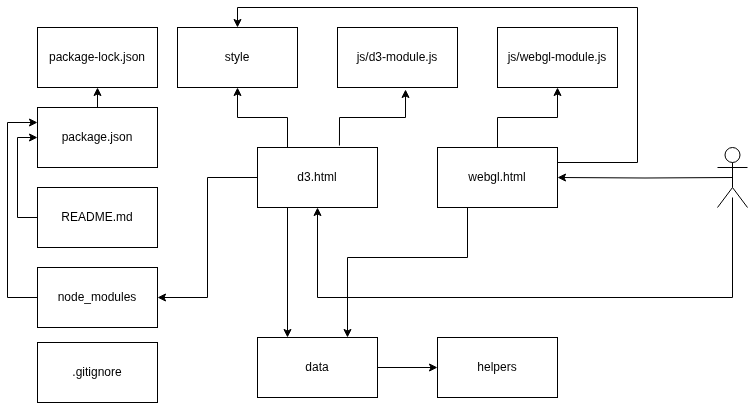 package-lock.json
style
js/d3-module.js
js/webgl-module.js
package.json
d3.html
webgl.html
README.md
node_modules
.gitignore
data
helpers